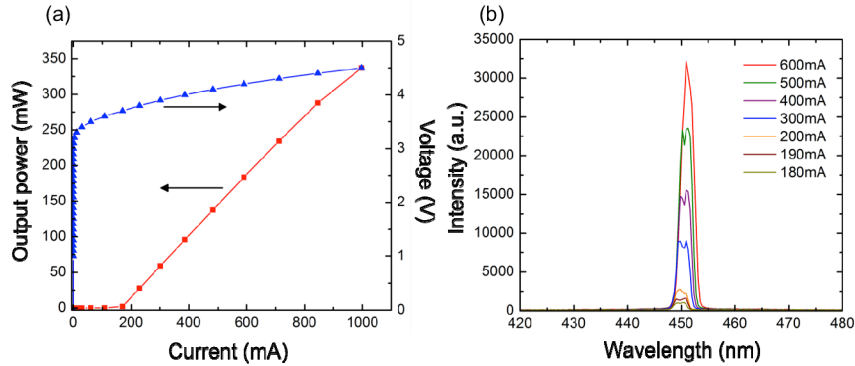 (a)
Output power (mW)
350
300
250
200
150
100
50
0
5
4
3
2
1
0
Voltage (V)
0 200 400 600 800 1000
Current (mA)
(b)
Intensity (a.u.)
35000
30000
25000
20000
15000
10000
5000
0
600mA
500mA
400mA
300mA
200mA
190mA
180mA
420 430 440 450 460 470 480
Wavelength (nm)